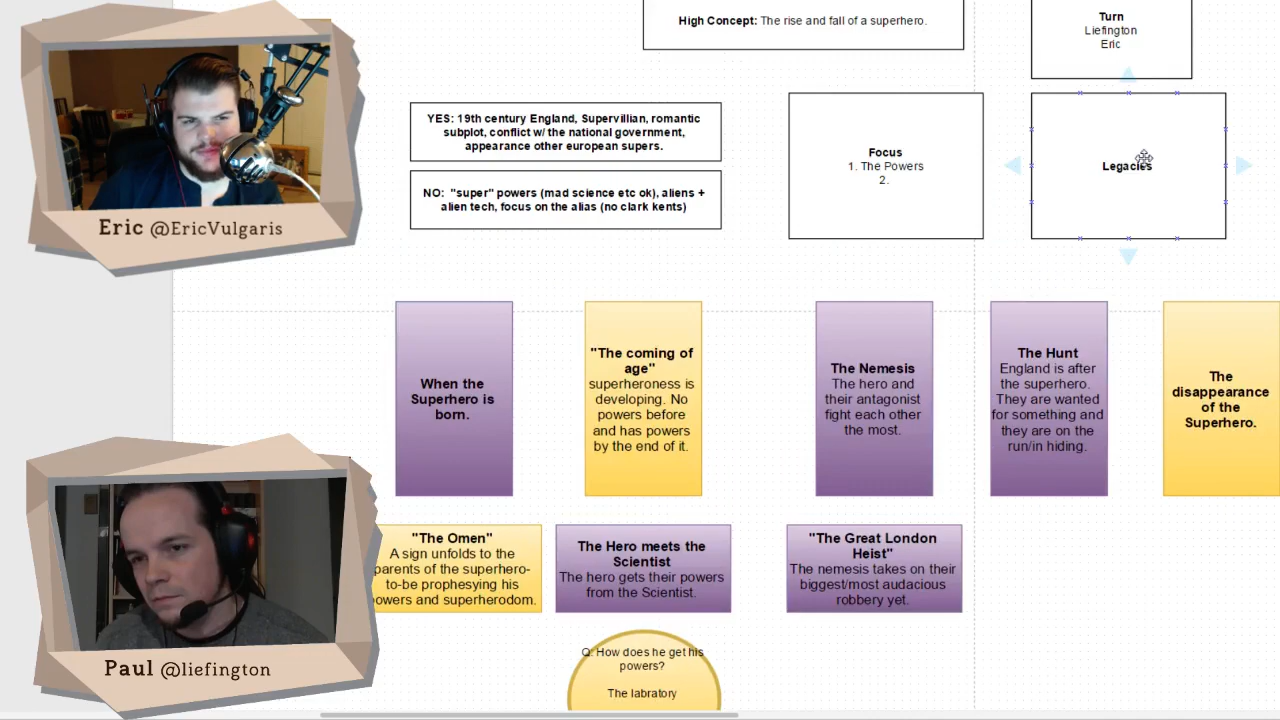 High Concept: The rise and fall of a superhero.
Turn
Liefington
Eric
YES: 19th century England, Supervillian, romantic
subplot, conflict w/ the national government,
appearance other european supers.
NO: "super" powers (mad science etc ok), aliens +
alien tech, focus on the alias (no clark kents)
Focus
1. The Powers
2.
Legacies
Eric @EricVulgaris
When the
Superhero is
born.
"The coming of
age"
superheroness is
developing. No
powers before
and has powers
by the end of it.
The Nemesis
The hero and
their antagonist
fight each other
the most.
The Hunt
England is after
the superhero.
They are wanted
for something and
they are on the
run/in hiding.
The
disappearance
of the
Superhero.
"The Omen"
A sign unfolds to the
parents of the superhero-
to-be prophesying his
powers and superherodom.
The Hero meets the
Scientist
The hero gets their powers
from the Scientist.
"The Great London
Heist"
The nemesis takes on their
biggest/most audacious
robbery yet.
Q: How does he get his
powers?
The labratory
Paul @liefington